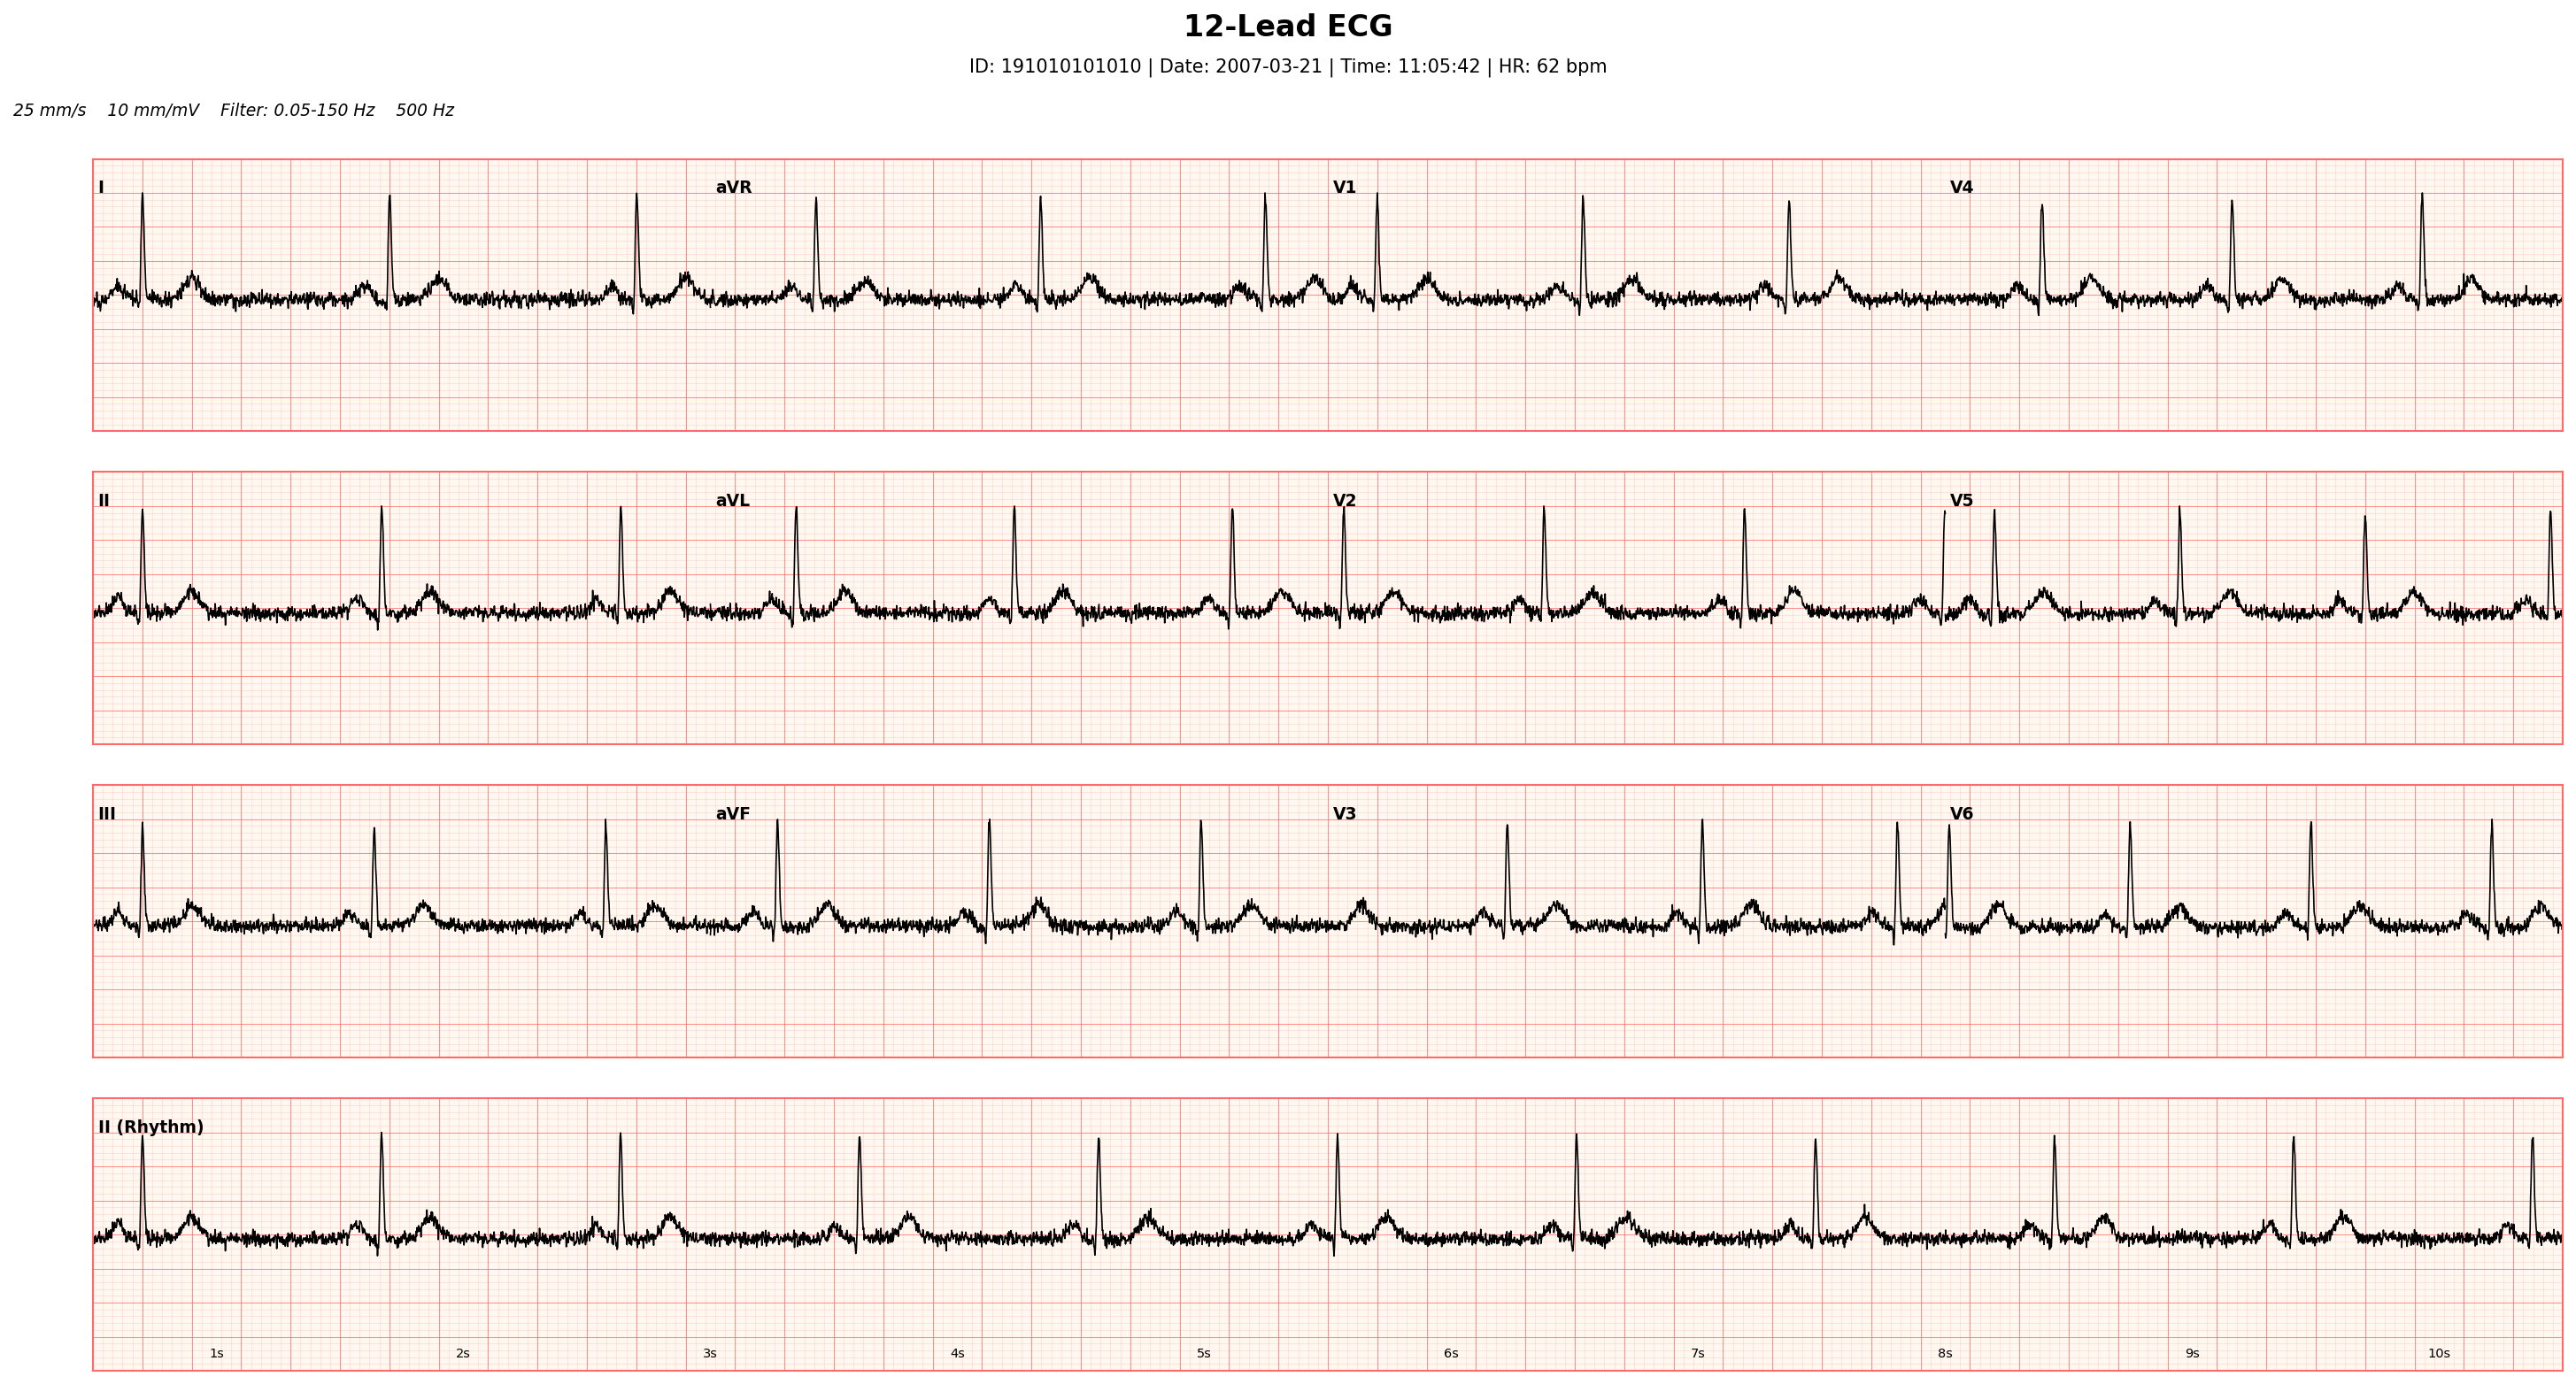 12-Lead ECG
ID: 191010101010 | Date: 2007-03-21 | Time: 11:05:42 | HR: 62 bpm
25 mm/s    10 mm/mV    Filter: 0.05-150 Hz    500 Hz
I aVR V1 V4
II aVL V2 V5
III aVF V3 V6
II (Rhythm)
1s 2s 3s 4s 5s 6s 7s 8s 9s 10s